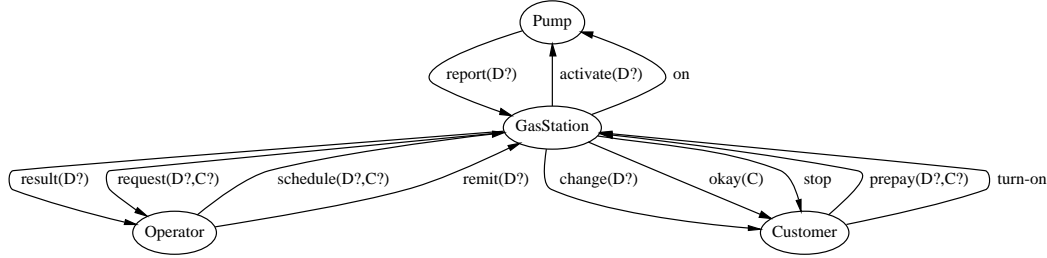 Pump
report(D?) activate(D?) on
GasStation
result(D?) request(D?,C?) schedule(D?,C?) remit(D?) change(D?) okay(C) stop prepay(D?,C?) turn-on
Operator Customer